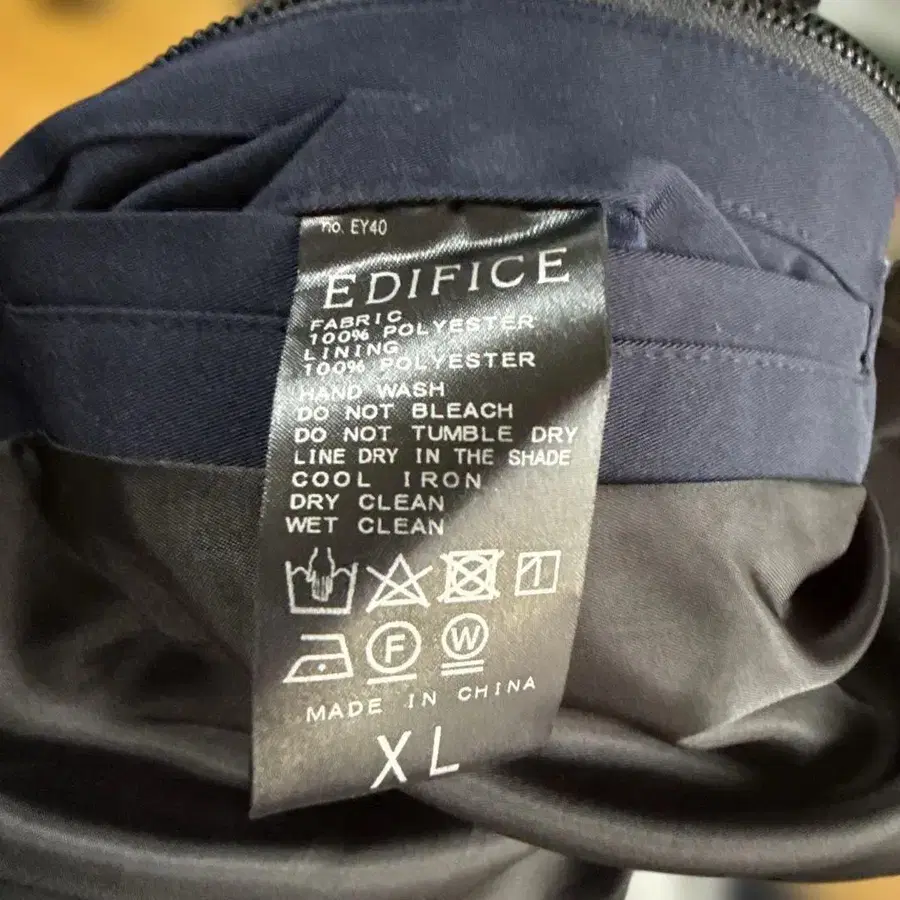 no. EY40
EDIFICE
FABRIC
100% POLYESTER
LINING
100% POLYESTER
HAND WASH
DO NOT BLEACH
DO NOT TUMBLE DRY
LINE DRY IN THE SHADE
COOL IRON
DRY CLEAN
WET CLEAN
F W
MADE IN CHINA
XL